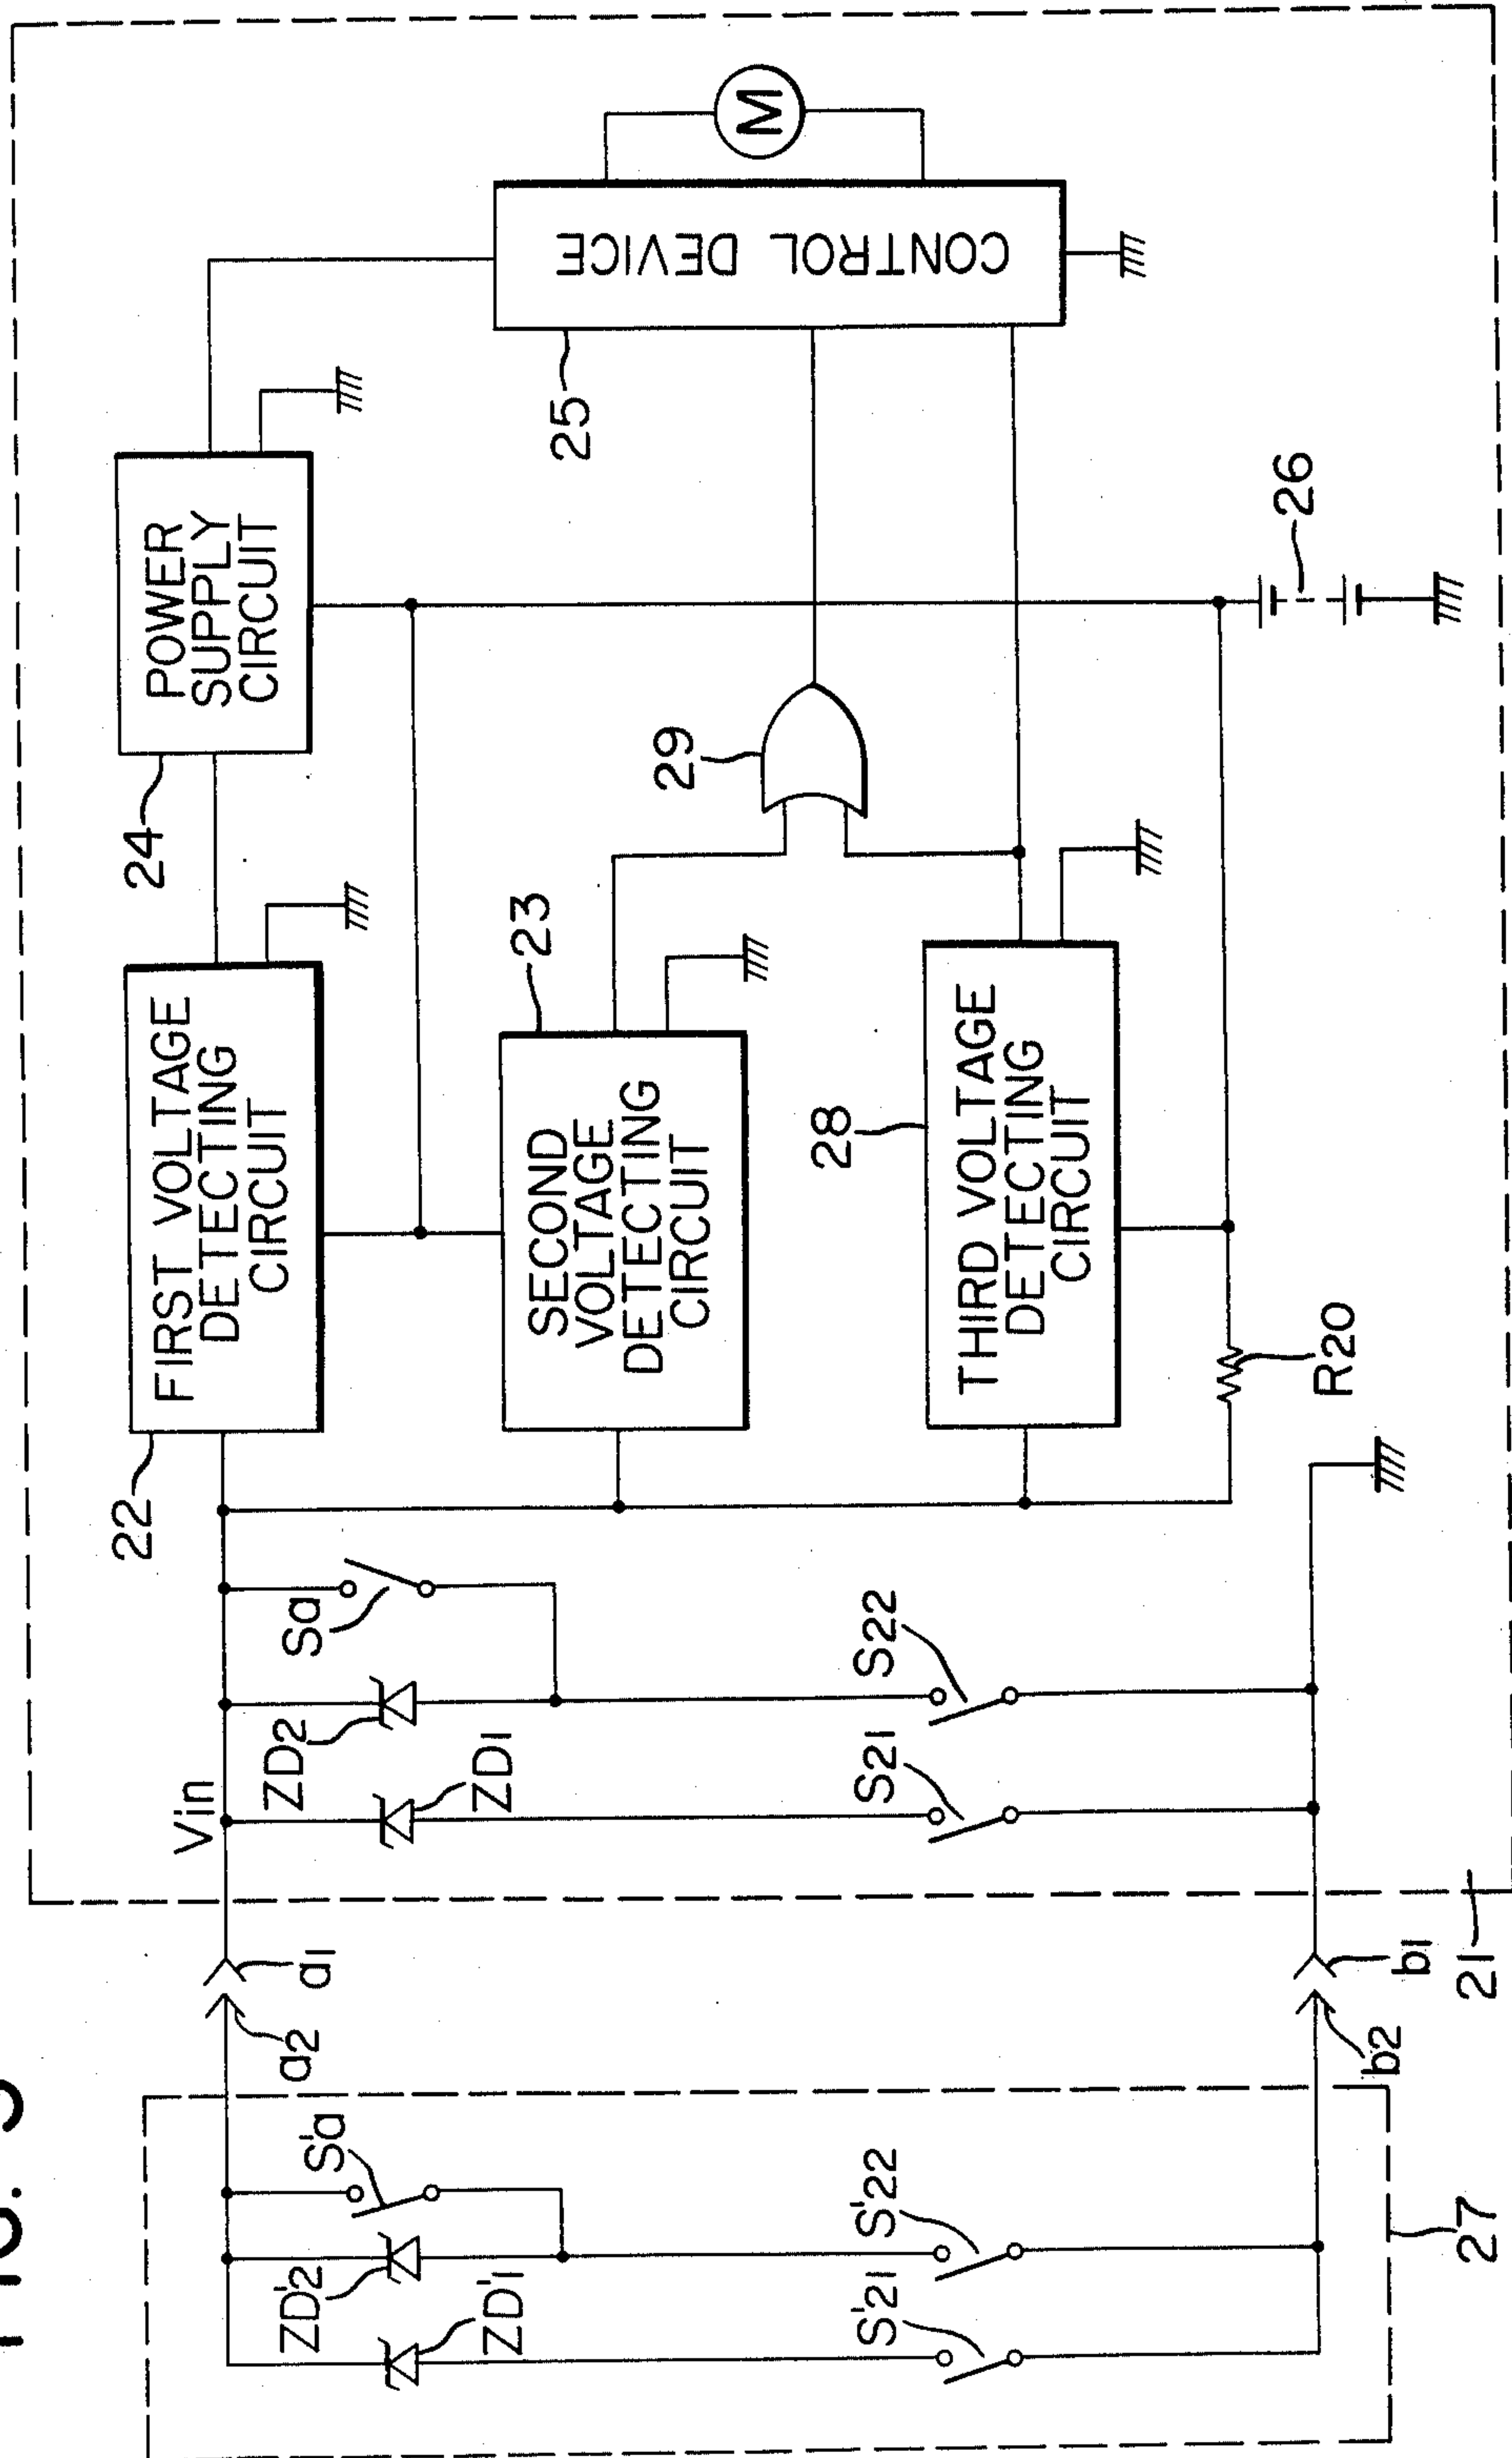 POWER
SUPPLY
CIRCUIT
24
FIRST VOLTAGE
DETECTING
CIRCUIT
22
M
CONTROL DEVICE
25
29
SECOND
VOLTAGE
DETECTING
CIRCUIT
23
THIRD VOLTAGE
DETECTING
CIRCUIT
28
26
R20
Vin
Sa
ZD2
ZD1
S22
S21
a1
a2
b1
b2
21
S'a
ZD'2
ZD'1
S'22
S'21
27